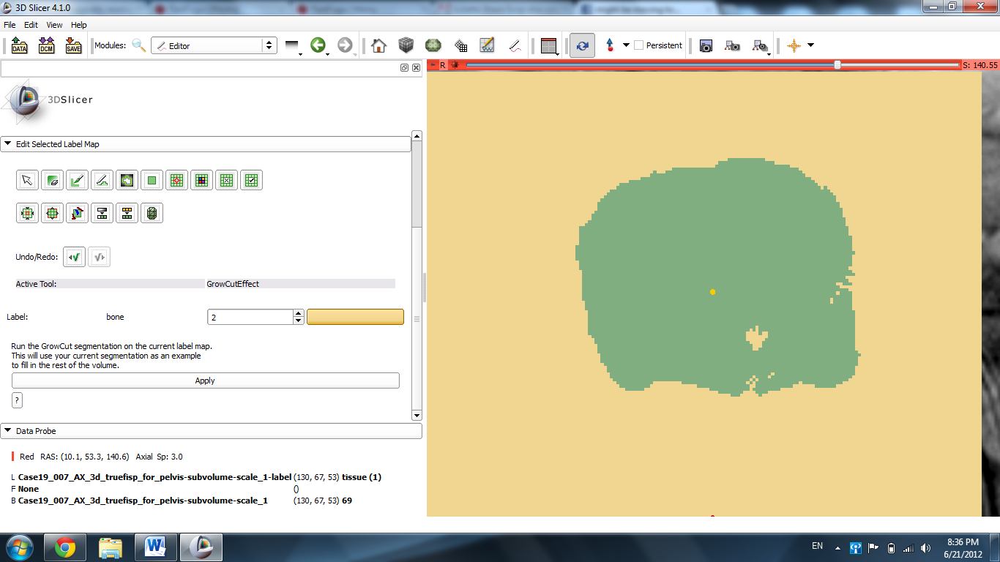 3D Slicer 4.1.0
File Edit View Help
DATA DCM SAVE Modules: Editor Persistent
R S: 140.55
3DSlicer
Edit Selected Label Map
Undo/Redo:
Active Tool: GrowCutEffect
Label: bone 2
Run the GrowCut segmentation on the current label map.
This will use your current segmentation as an example
to fill in the rest of the volume.
Apply
?
Data Probe
Red RAS: (10.1, 53.3, 140.6) Axial Sp: 3.0
L Case19_007_AX_3d_truefisp_for_pelvis-subvolume-scale_1-label (130, 67, 53) tissue (1)
F None ()
B Case19_007_AX_3d_truefisp_for_pelvis-subvolume-scale_1 (130, 67, 53) 69
EN 8:36 PM
6/21/2012